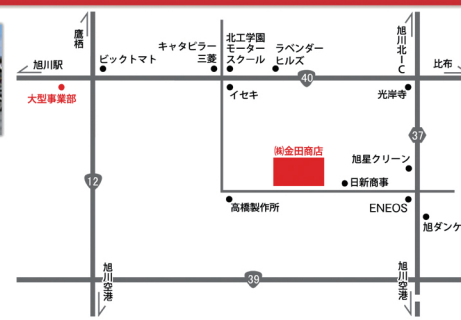 鷹栖
旭川北IC
北工学園
モーター
スクール
キャタピラー
三菱
ラベンダー
ヒルズ
旭川駅
ビックトマト
比布
40
大型事業部
イセキ
光岸寺
37
㈱金田商店
旭星クリーン
日新商事
12
高橋製作所
ENEOS
旭ダンケ
旭川空港
39
旭川空港